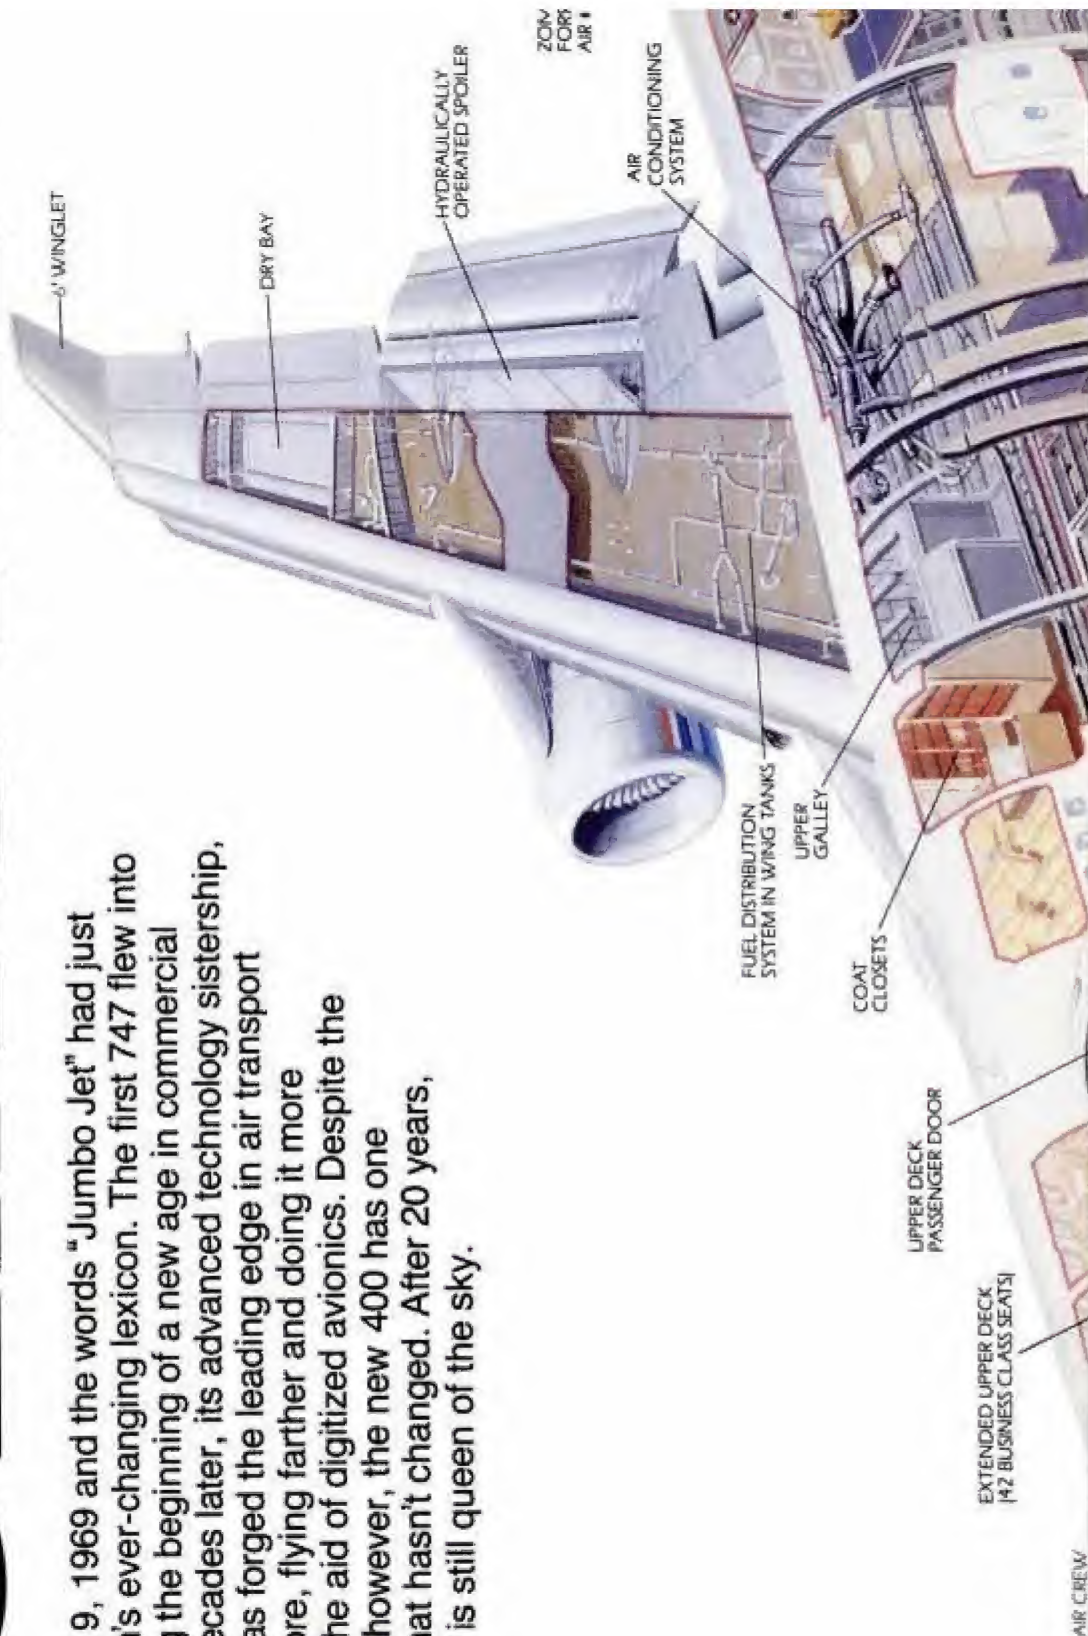 9, 1969 and the words "Jumbo Jet" had just
's ever-changing lexicon. The first 747 flew into
the beginning of a new age in commercial
ecades later, its advanced technology sistership,
as forged the leading edge in air transport
re, flying farther and doing it more
he aid of digitized avionics. Despite the
however, the new 400 has one
at hasn't changed. After 20 years,
is still queen of the sky.
6' WINGLET
DRY BAY
HYDRAULICALLY
OPERATED SPOILER
ZON
FORS
AIR
AIR
CONDITIONING
SYSTEM
FUEL DISTRIBUTION
SYSTEM IN WING TANKS
UPPER
GALLEY
COAT
CLOSETS
UPPER DECK
PASSENGER DOOR
EXTENDED UPPER DECK
(42 BUSINESS CLASS SEATS)
AIR CREW